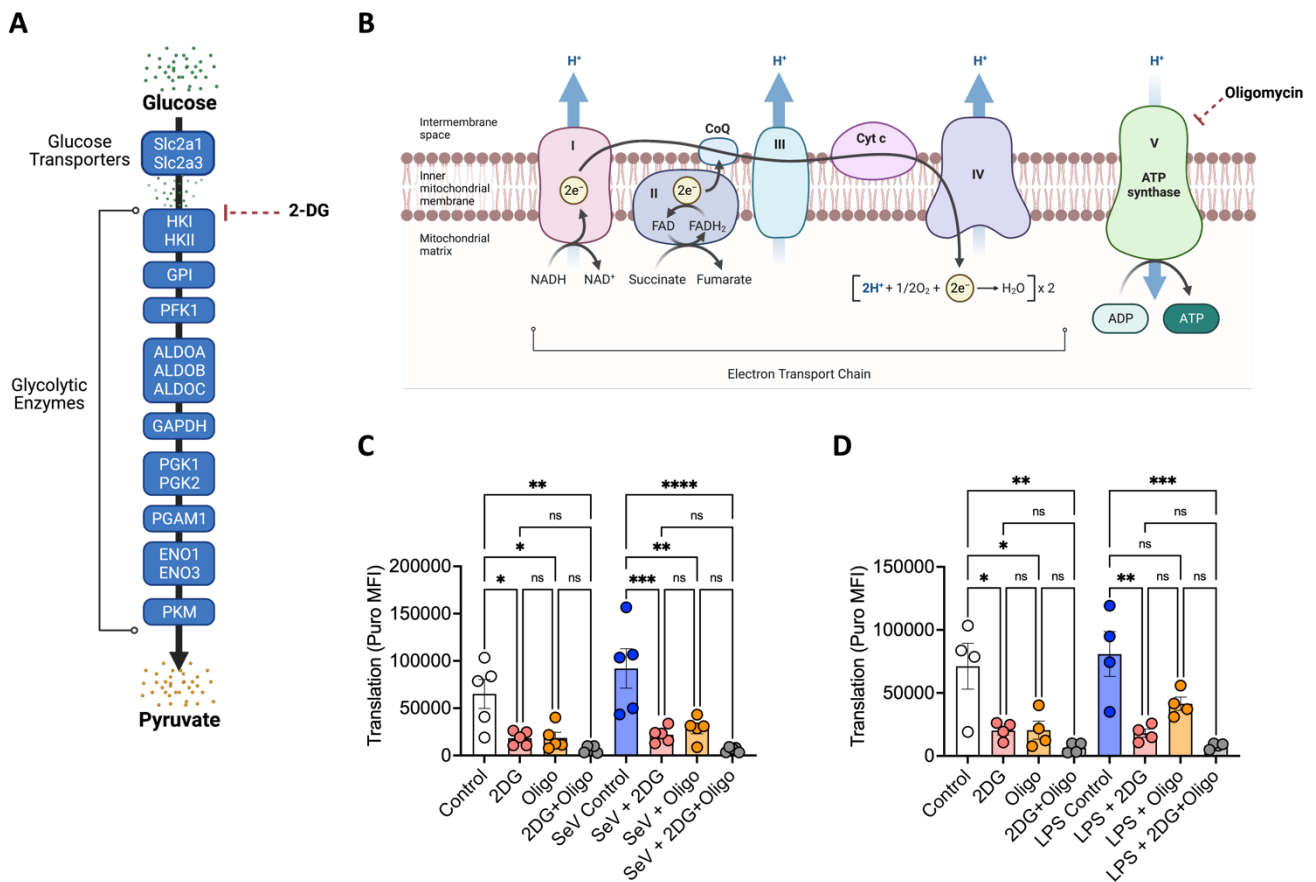 A
Glucose
Glucose
Transporters
Slc2a1
Slc2a3
2-DG
HKI
HKII
GPI
PFK1
Glycolytic
Enzymes
ALDOA
ALDOB
ALDOC
GAPDH
PGK1
PGK2
PGAM1
ENO1
ENO3
PKM
Pyruvate
B
H⁺ H⁺ H⁺ H⁺
Oligomycin
Intermembrane
space
Inner
mitochondrial
membrane
Mitochondrial
matrix
I
2e⁻
NADH NAD⁺
CoQ
II
2e⁻
FAD FADH₂
Succinate Fumarate
III
Cyt c
IV
[ 2H⁺ + 1/2O₂ + 2e⁻ → H₂O ] x 2
V
ATP
synthase
ADP ATP
Electron Transport Chain
C
** ****
ns ns
* **
* ns ns *** ns ns
Translation (Puro MFI)
200000
150000
100000
50000
0
Control
2DG
Oligo
2DG+Oligo
SeV Control
SeV + 2DG
SeV + Oligo
SeV + 2DG+Oligo
D
** ***
ns ns
* ns
* ns ns ** ns ns
Translation (Puro MFI)
150000
100000
50000
0
Control
2DG
Oligo
2DG+Oligo
LPS Control
LPS + 2DG
LPS + Oligo
LPS + 2DG+Oligo